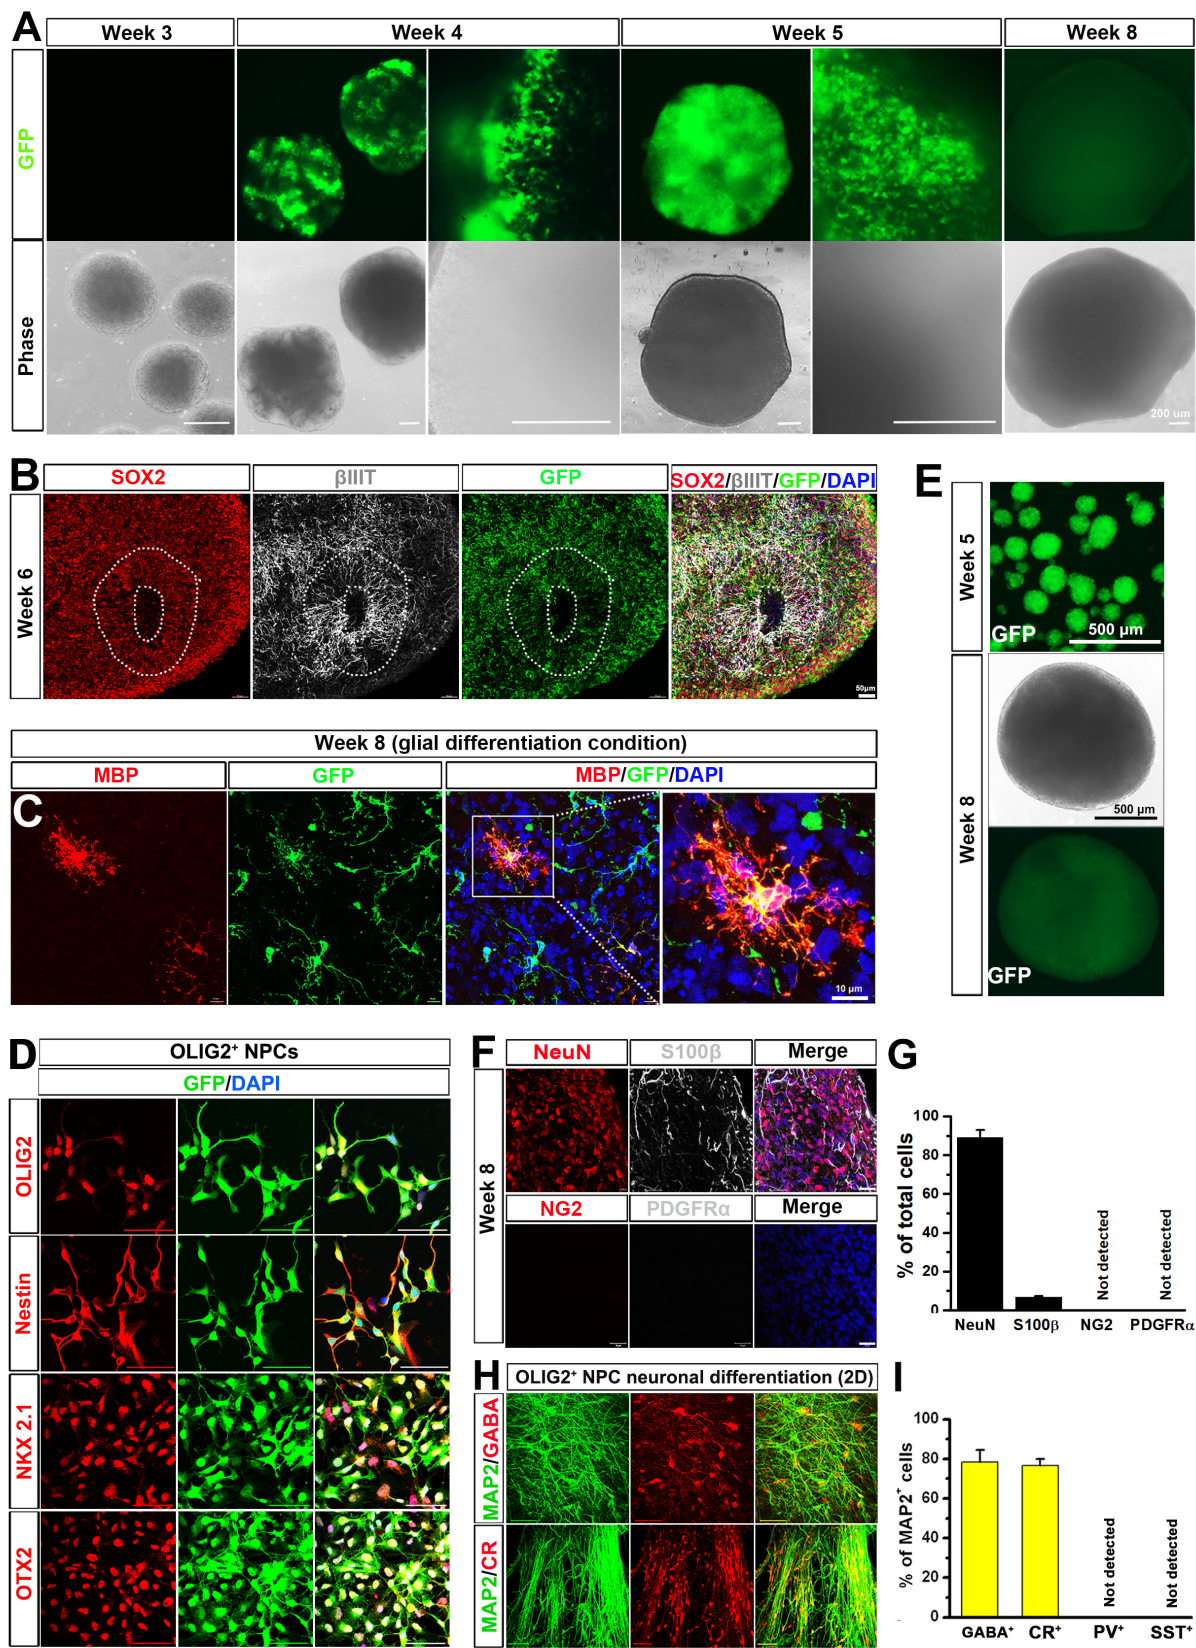 A
Week 3
Week 4
Week 5
Week 8
GFP
Phase
200 um
B
SOX2
βIIIT
GFP
SOX2/βIIIT/GFP/DAPI
Week 6
50µm
E
Week 5
GFP
500 µm
Week 8
500 µm
GFP
Week 8 (glial differentiation condition)
MBP
GFP
MBP/GFP/DAPI
C
10 µm
D
OLIG2⁺ NPCs
GFP/DAPI
OLIG2
Nestin
NKX 2.1
OTX2
F
NeuN
S100β
Merge
Week 8
NG2
PDGFRα
Merge
G
% of total cells
100
80
60
40
20
0
Not detected
Not detected
NeuN
S100β
NG2
PDGFRα
H
OLIG2⁺ NPC neuronal differentiation (2D)
MAP2/GABA
MAP2/CR
I
% of MAP2⁺ cells
100
80
60
40
20
0
Not detected
Not detected
GABA⁺
CR⁺
PV⁺
SST⁺